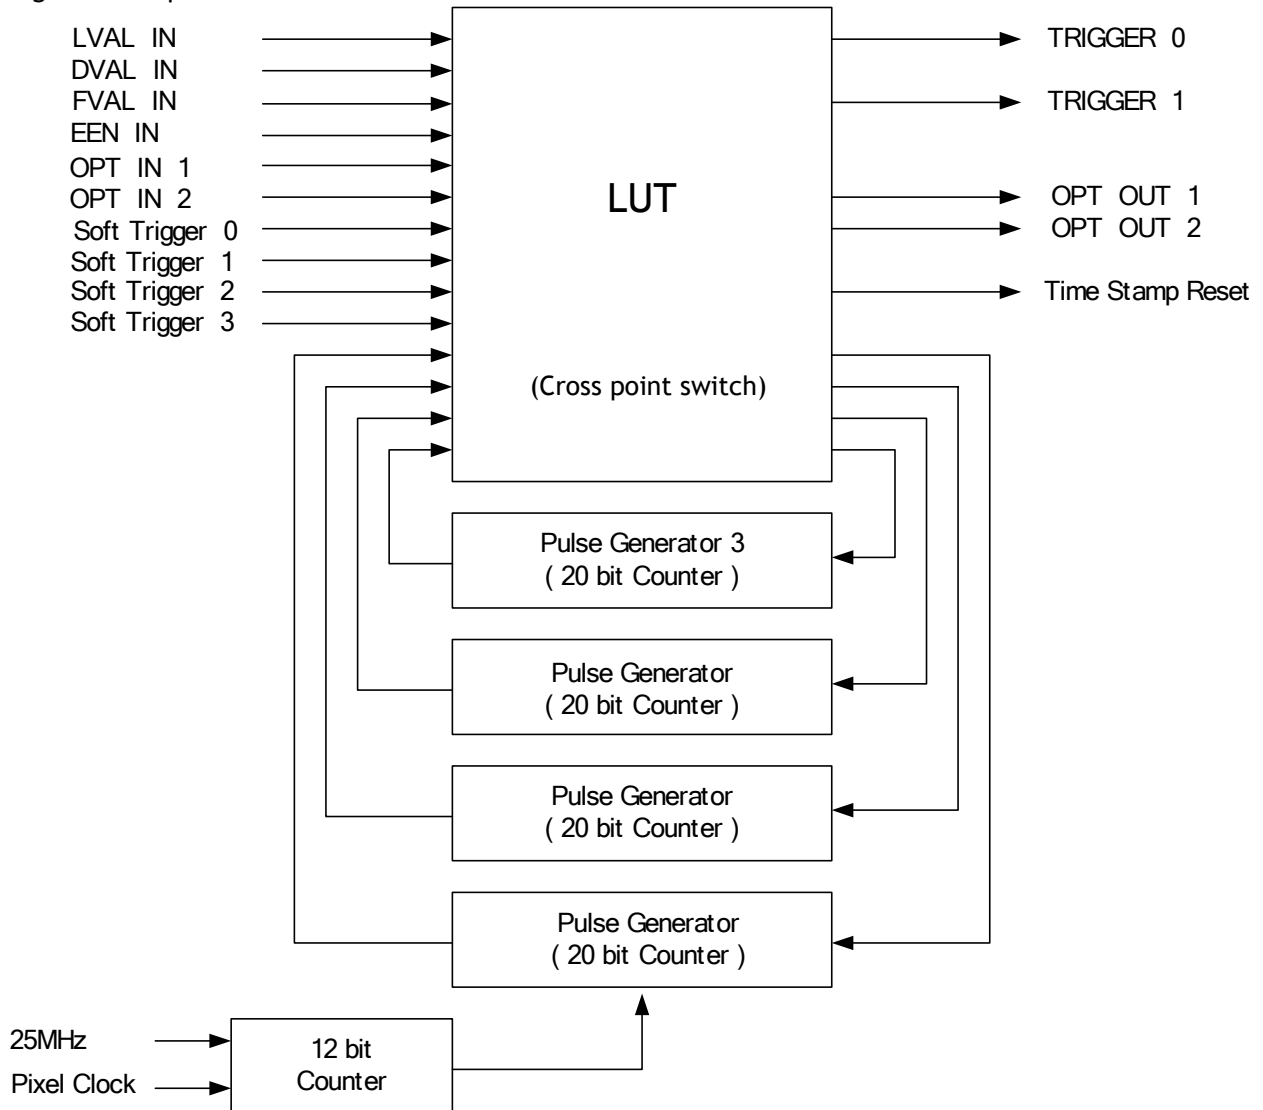 LVAL IN
DVAL IN
FVAL IN
EEN IN
OPT IN 1
OPT IN 2
Soft Trigger 0
Soft Trigger 1
Soft Trigger 2
Soft Trigger 3
LUT
(Cross point switch)
TRIGGER 0
TRIGGER 1
OPT OUT 1
OPT OUT 2
Time Stamp Reset
Pulse Generator 3
( 20 bit Counter )
Pulse Generator
( 20 bit Counter )
Pulse Generator
( 20 bit Counter )
Pulse Generator
( 20 bit Counter )
25MHz
Pixel Clock
12 bit
Counter